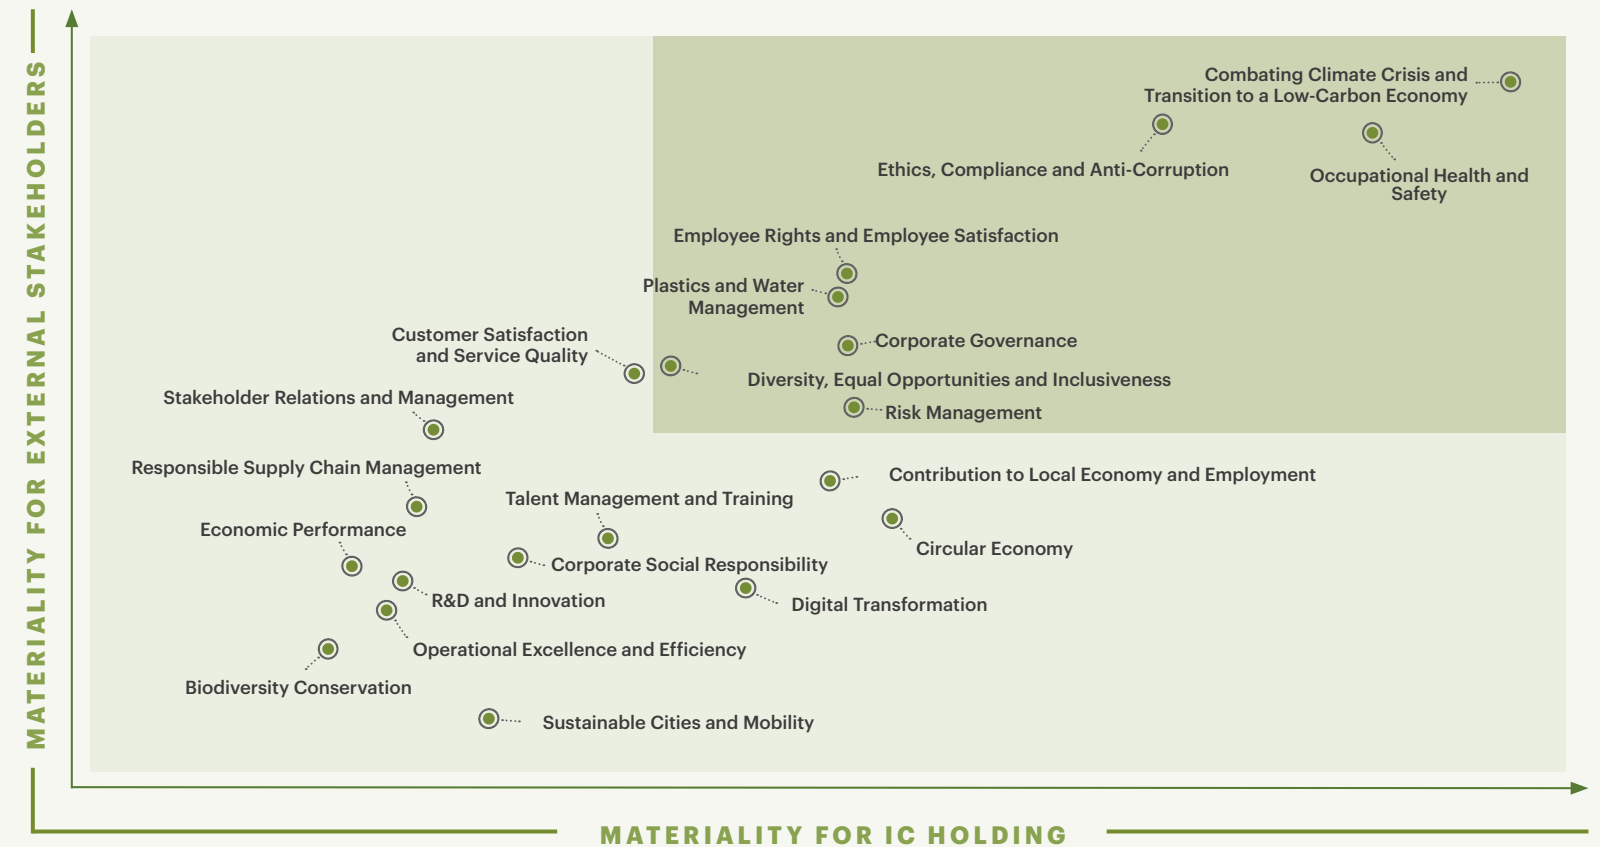 MATERIALITY FOR EXTERNAL STAKEHOLDERS
Combating Climate Crisis and
Transition to a Low-Carbon Economy
Ethics, Compliance and Anti-Corruption
Occupational Health and
Safety
Employee Rights and Employee Satisfaction
Plastics and Water
Management
Customer Satisfaction
and Service Quality
Corporate Governance
Diversity, Equal Opportunities and Inclusiveness
Stakeholder Relations and Management
Risk Management
Responsible Supply Chain Management
Contribution to Local Economy and Employment
Talent Management and Training
Economic Performance
Circular Economy
Corporate Social Responsibility
R&D and Innovation
Digital Transformation
Operational Excellence and Efficiency
Biodiversity Conservation
Sustainable Cities and Mobility
MATERIALITY FOR IC HOLDING